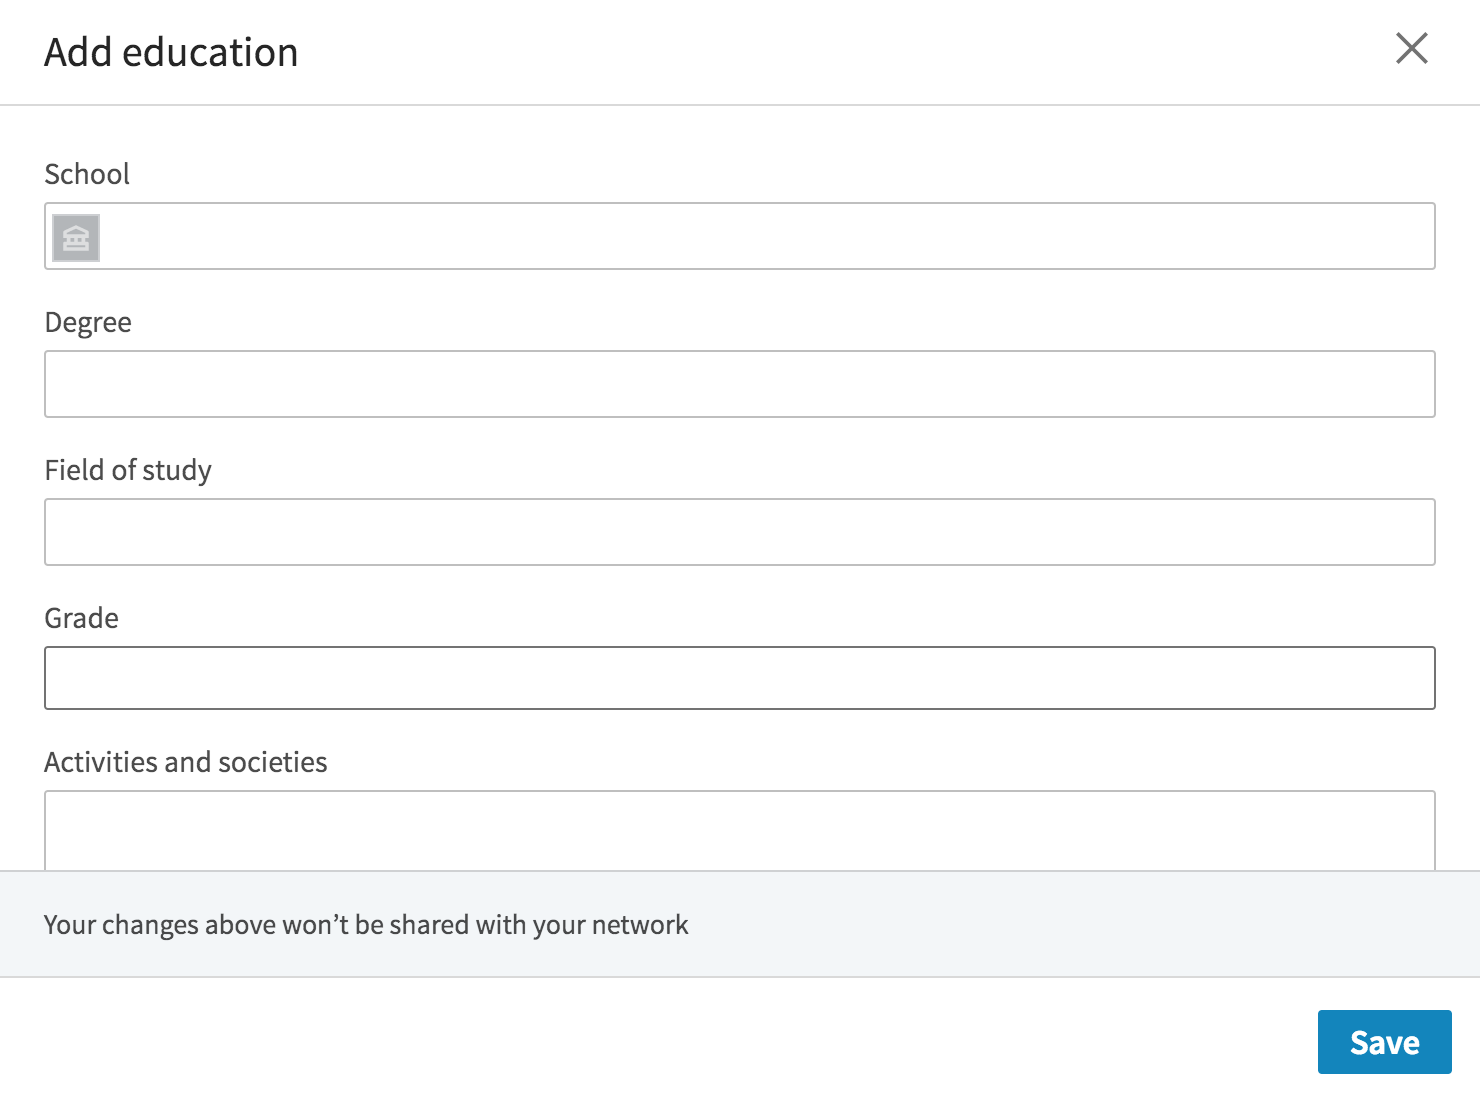 Add education
School
Degree
Field of study
Grade
Activities and societies
Your changes above won’t be shared with your network
Save